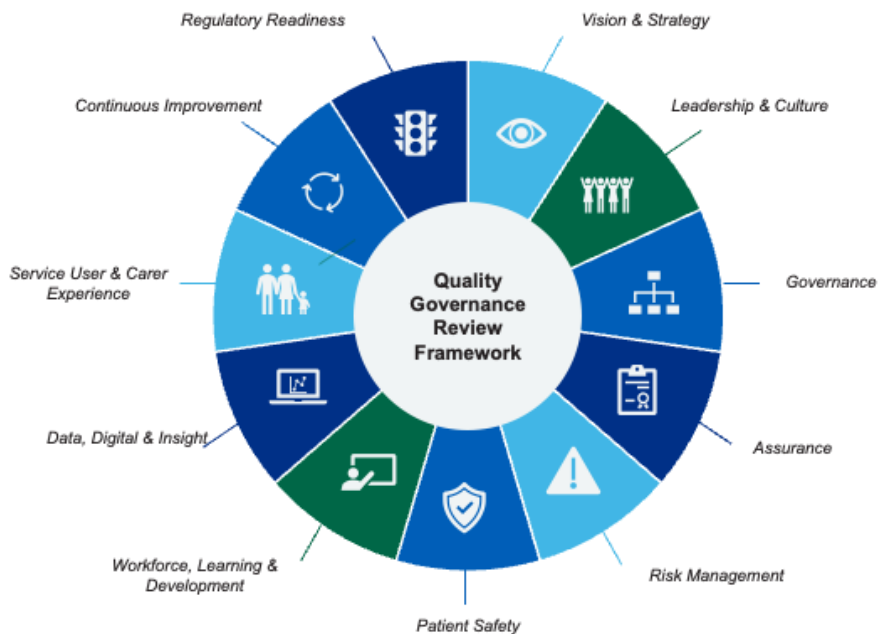 Regulatory Readiness
Vision & Strategy
Continuous Improvement
Leadership & Culture
Service User & Carer
Experience
Quality
Governance
Review
Framework
Governance
Data, Digital & Insight
Assurance
Workforce, Learning &
Development
Risk Management
Patient Safety